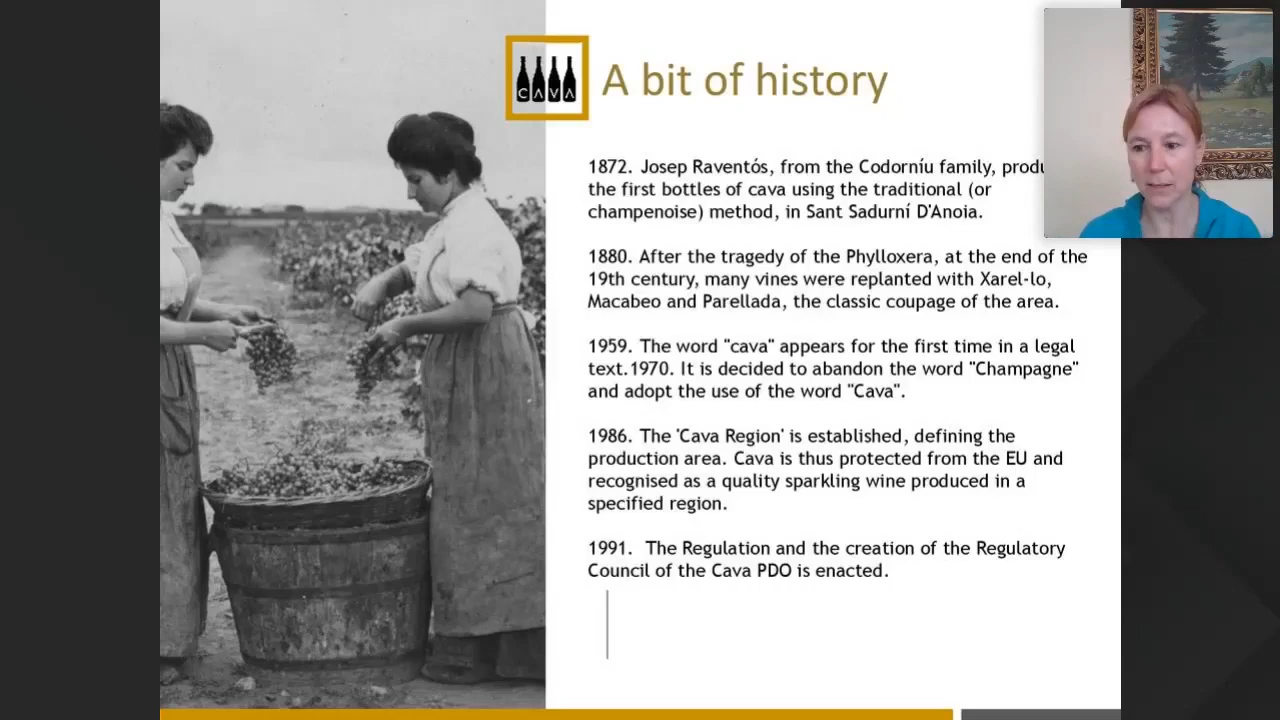 CAVA
A bit of history
1872. Josep Raventós, from the Codorníu family,
the first bottles of cava using the traditional (or
champenoise) method, in Sant Sadurní D'Anoia.
1880. After the tragedy of the Phylloxera, at the end of the
19th century, many vines were replanted with Xarel-lo,
Macabeo and Parellada, the classic coupage of the area.
1959. The word "cava" appears for the first time in a legal
text.1970. It is decided to abandon the word "Champagne"
and adopt the use of the word "Cava".
1986. The 'Cava Region' is established, defining the
production area. Cava is thus protected from the EU and
recognised as a quality sparkling wine produced in a
specified region.
1991. The Regulation and the creation of the Regulatory
Council of the Cava PDO is enacted.